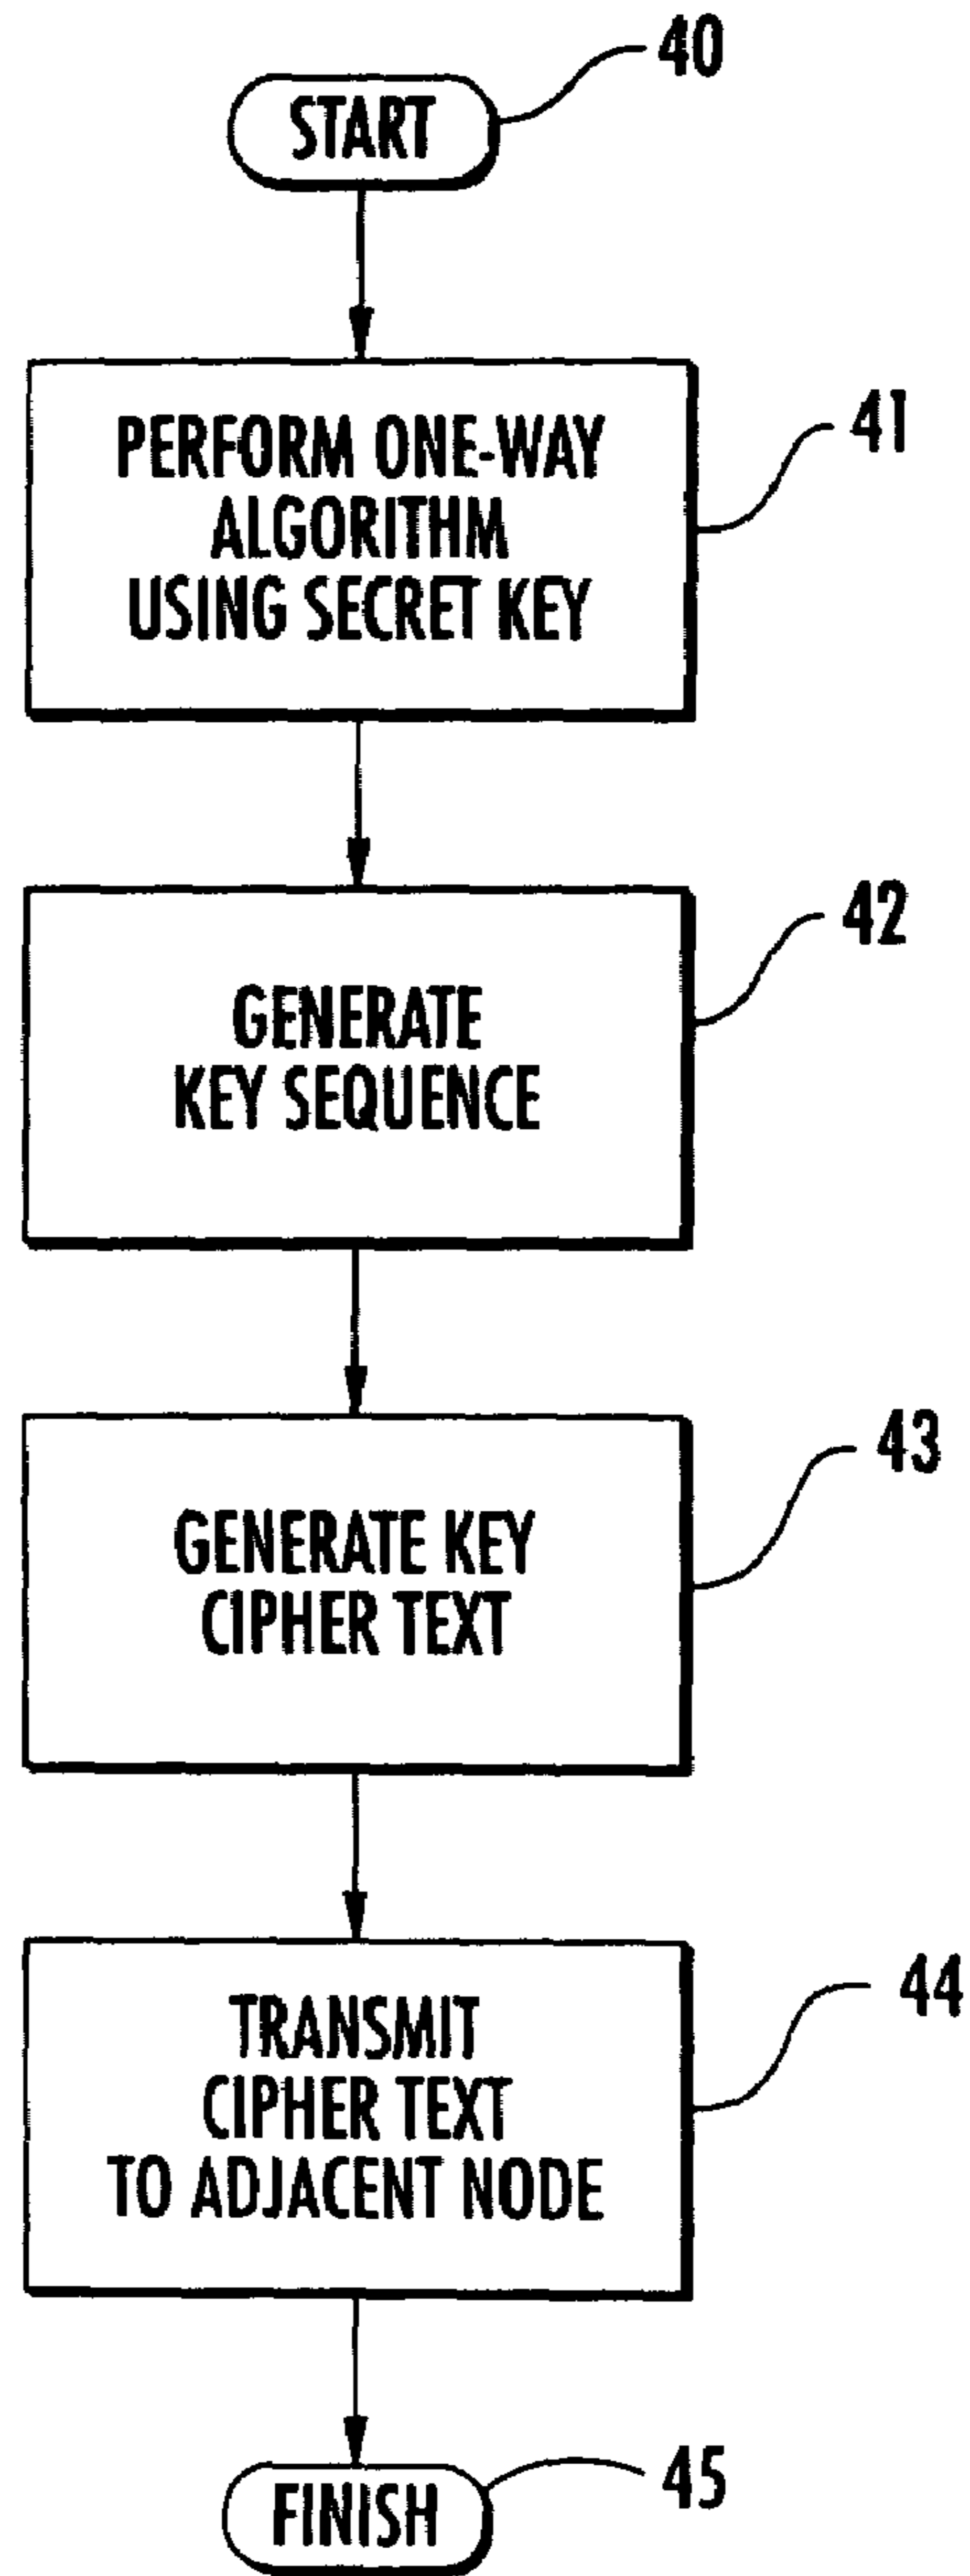 40
START
41
PERFORM ONE-WAY
ALGORITHM
USING SECRET KEY
42
GENERATE
KEY SEQUENCE
43
GENERATE KEY
CIPHER TEXT
44
TRANSMIT
CIPHER TEXT
TO ADJACENT NODE
45
FINISH